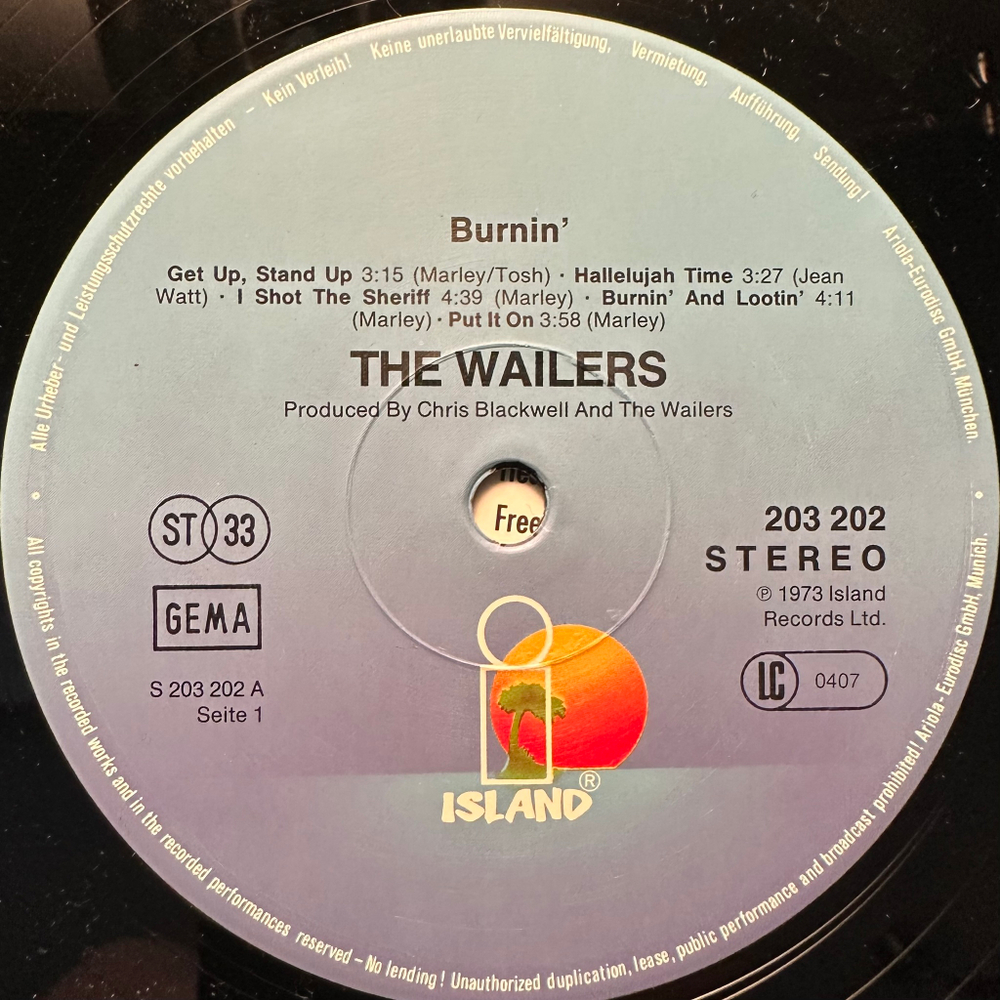 Alle Urheber- und Leistungsschutzrechte vorbehalten – Kein Verleih! Keine unerlaubte Vervielfältigung, Vermietung, Aufführung, Sendung! Ariola-Eurodisc GmbH, München.
Burnin’
Get Up, Stand Up 3:15 (Marley/Tosh) · Hallelujah Time 3:27 (Jean
Watt) · I Shot The Sheriff 4:39 (Marley) · Burnin’ And Lootin’ 4:11
(Marley) · Put It On 3:58 (Marley)
THE WAILERS
Produced By Chris Blackwell And The Wailers
Free
ST 33
GEMA
S 203 202 A
Seite 1
203 202
STEREO
℗ 1973 Island
Records Ltd.
LC 0407
ISLAND ®
All copyrights in the recorded works and in the recorded performances reserved – No lending! Unauthorized duplication, lease, public performance and broadcast prohibited! Ariola-Eurodisc GmbH, Munich.